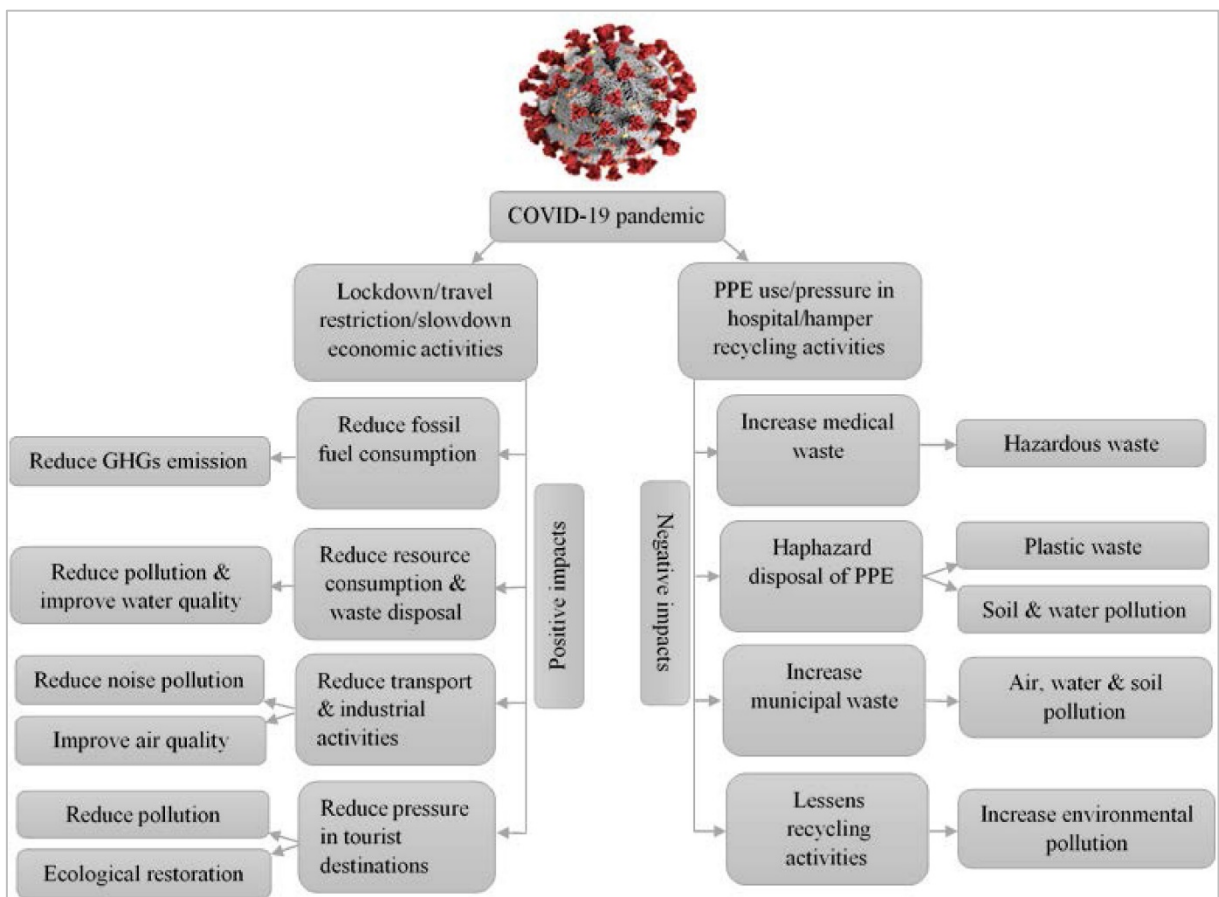 COVID-19 pandemic
Lockdown/travel
restriction/slowdown
economic activities
PPE use/pressure in
hospital/hamper
recycling activities
Positive impacts
Reduce fossil
fuel consumption
Reduce GHGs emission
Reduce resource
consumption &
waste disposal
Reduce pollution &
improve water quality
Reduce transport
& industrial
activities
Reduce noise pollution
Improve air quality
Reduce pressure
in tourist
destinations
Reduce pollution
Ecological restoration
Negative impacts
Increase medical
waste
Hazardous waste
Haphazard
disposal of PPE
Plastic waste
Soil & water pollution
Increase
municipal waste
Air, water & soil
pollution
Lessens
recycling
activities
Increase environmental
pollution